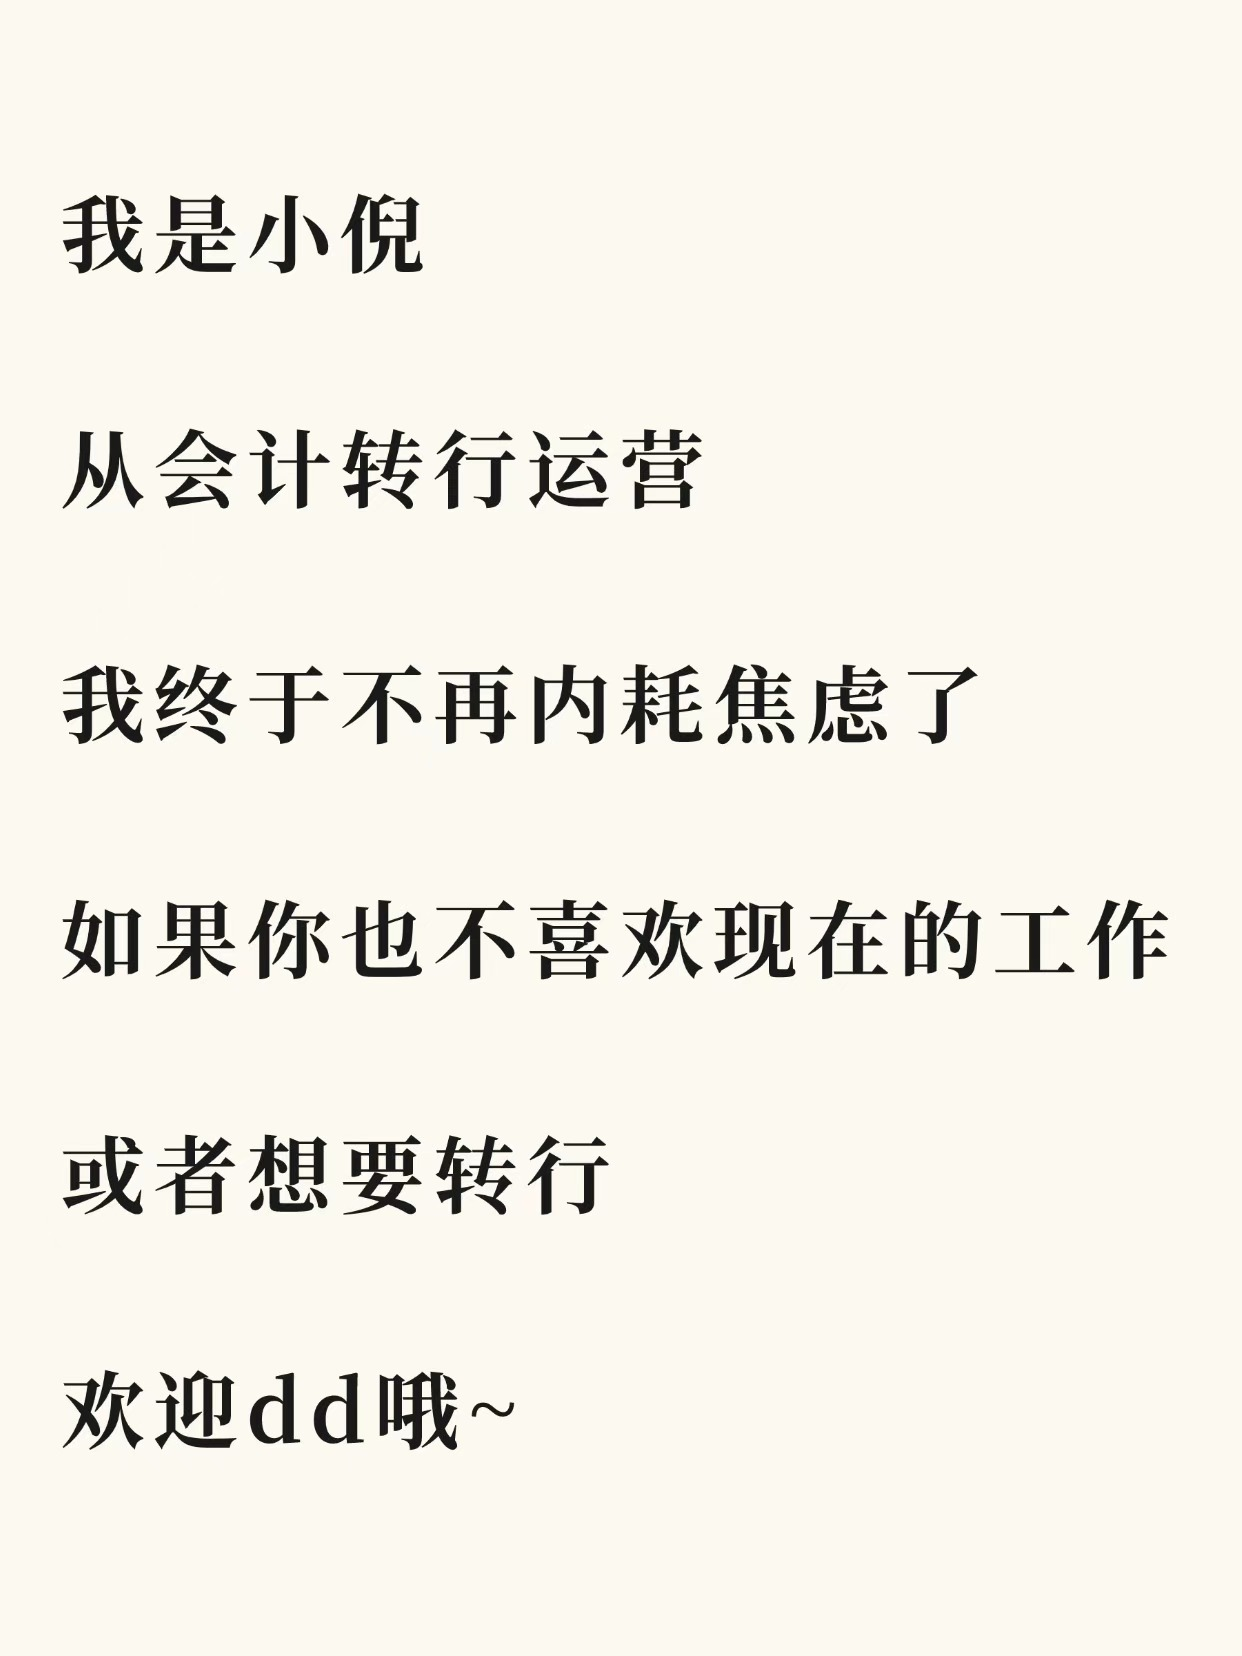 我是小倪
从会计转行运营
我终于不再内耗焦虑了
如果你也不喜欢现在的工作
或者想要转行
欢迎dd哦~